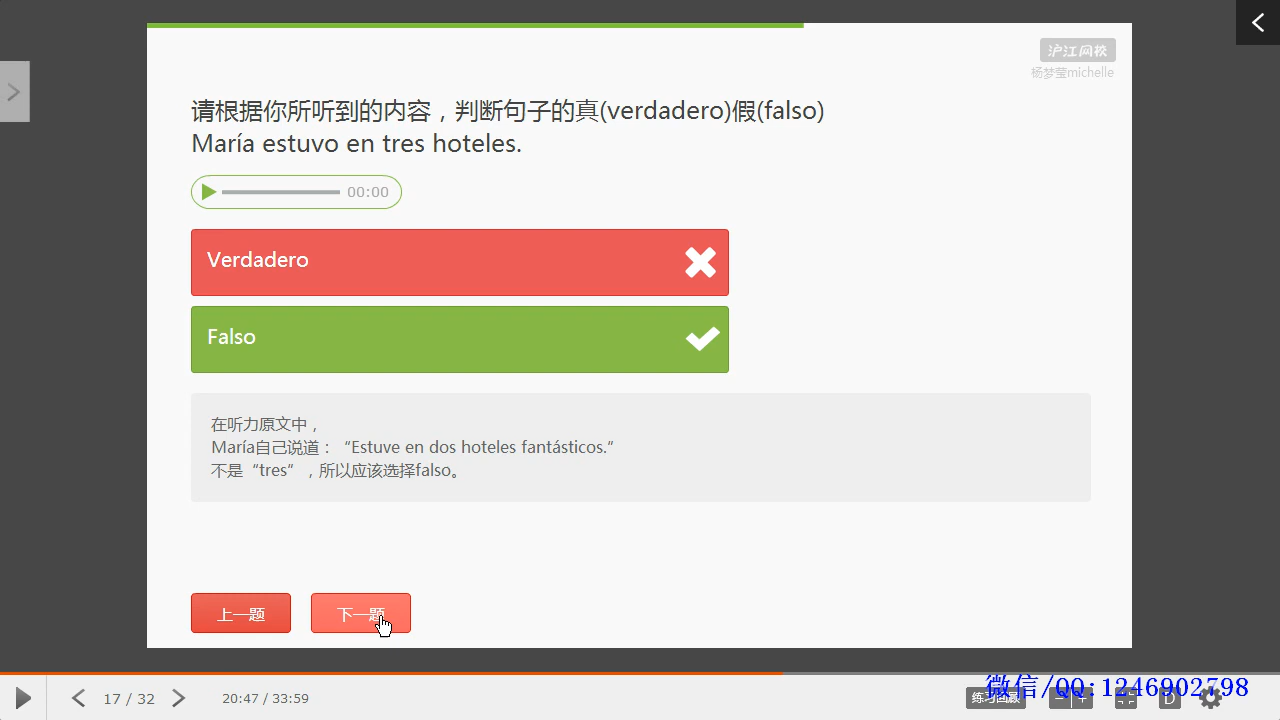 沪江网校
杨梦莹michelle
请根据你所听到的内容，判断句子的真(verdadero)假(falso)
María estuvo en tres hoteles.
00:00
Verdadero
Falso
在听力原文中，
María自己说道：“Estuve en dos hoteles fantásticos.”
不是“tres”，所以应该选择falso。
上一题
下一题
17 / 32
20:47 / 33:59
微信/QQ:1246902798
D